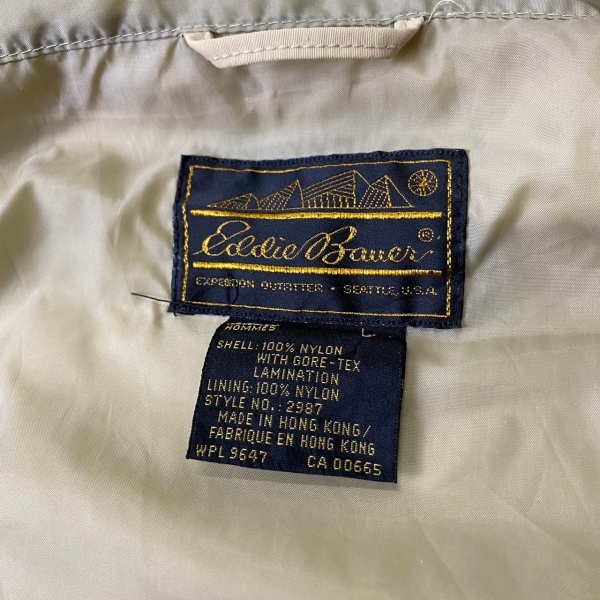 Eddie Bauer ®
EXPEDITION OUTFITTER • SEATTLE, U.S.A.
HOMMES L
SHELL: 100% NYLON
WITH GORE-TEX
LAMINATION
LINING: 100% NYLON
STYLE NO.: 2987
MADE IN HONG KONG/
FABRIQUE EN HONG KONG
WPL 9647 CA 00665